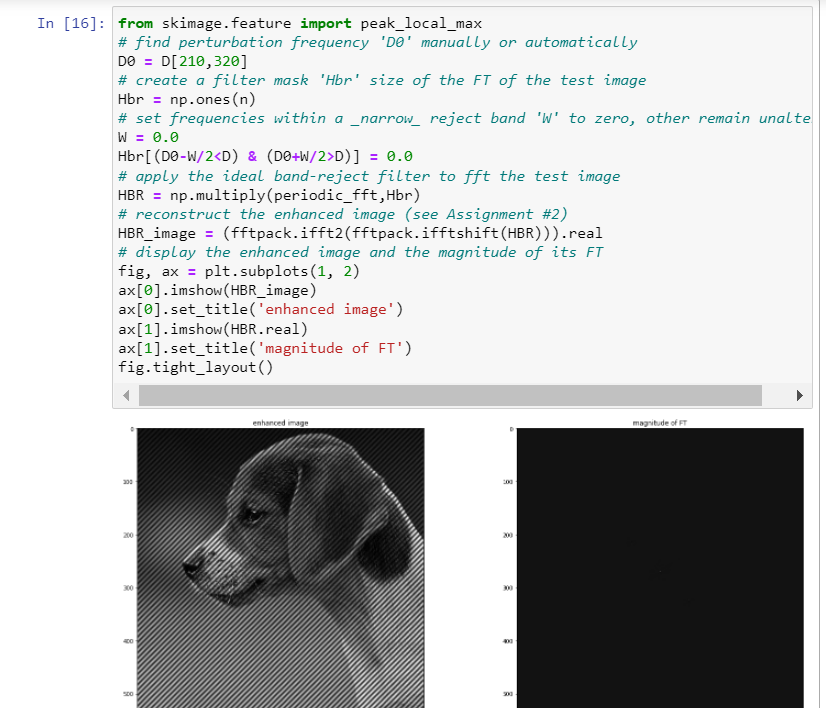 In [16]:
from skimage.feature import peak_local_max
# find perturbation frequency 'D0' manually or automatically
D0 = D[210,320]
# create a filter mask 'Hbr' size of the FT of the test image
Hbr = np.ones(n)
# set frequencies within a _narrow_ reject band 'W' to zero, other remain unalte
W = 0.0
Hbr[(D0-W/2<D) & (D0+W/2>D)] = 0.0
# apply the ideal band-reject filter to fft the test image
HBR = np.multiply(periodic_fft,Hbr)
# reconstruct the enhanced image (see Assignment #2)
HBR_image = (fftpack.ifft2(fftpack.ifftshift(HBR))).real
# display the enhanced image and the magnitude of its FT
fig, ax = plt.subplots(1, 2)
ax[0].imshow(HBR_image)
ax[0].set_title('enhanced image')
ax[1].imshow(HBR.real)
ax[1].set_title('magnitude of FT')
fig.tight_layout()
enhanced image
0
100
200
300
400
500
magnitude of FT
0
100
200
300
400
500